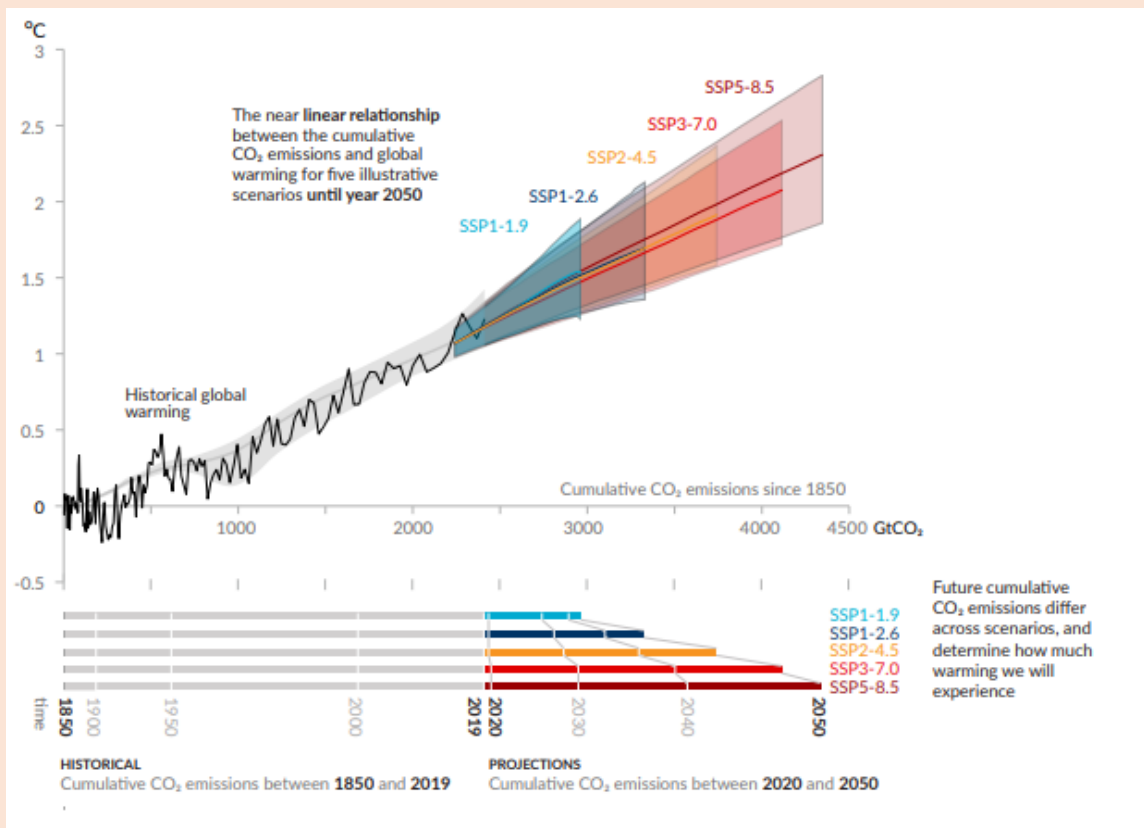 °C
3
SSP5-8.5
The near linear relationship
between the cumulative
CO₂ emissions and global
warming for five illustrative
scenarios until year 2050
2.5
SSP3-7.0
SSP2-4.5
2
SSP1-2.6
SSP1-1.9
1.5
1
Historical global
warming
0.5
Cumulative CO₂ emissions since 1850
0
1000
2000
3000
4000
4500 GtCO₂
-0.5
Future cumulative
CO₂ emissions differ
across scenarios, and
determine how much
warming we will
experience
SSP1-1.9
SSP1-2.6
SSP2-4.5
SSP3-7.0
SSP5-8.5
time
1850
1900
1950
2000
2019
2020
2030
2040
2050
HISTORICAL
Cumulative CO₂ emissions between 1850 and 2019
PROJECTIONS
Cumulative CO₂ emissions between 2020 and 2050